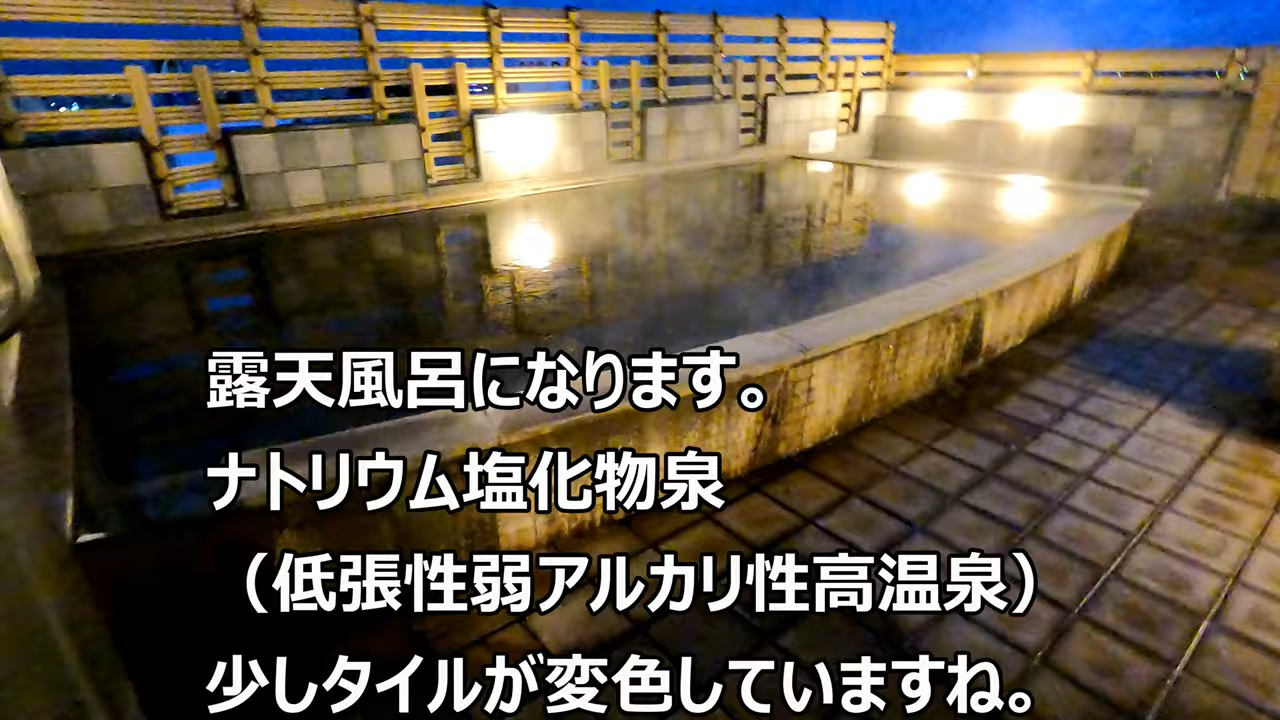 露天風呂になります。
ナトリウム塩化物泉
（低張性弱アルカリ性高温泉）
少しタイルが変色していますね。